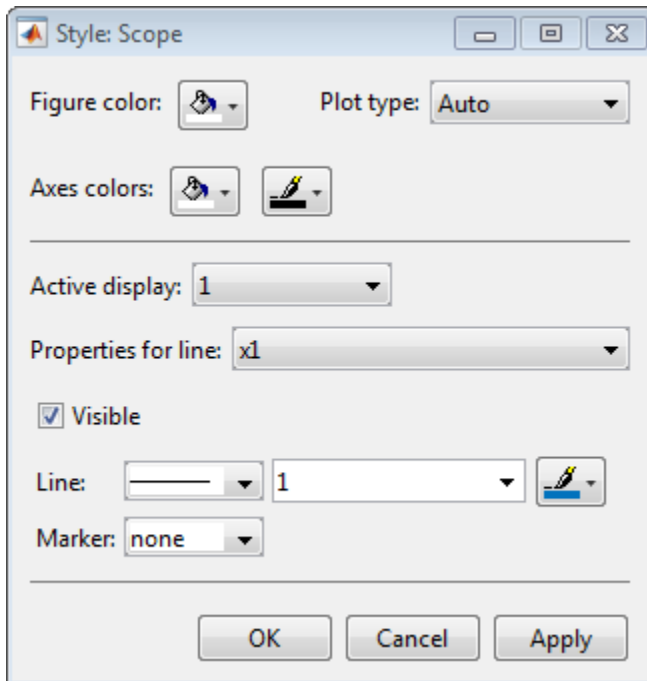 Style: Scope
Figure color: Plot type: Auto
Axes colors:
Active display: 1
Properties for line: x1
Visible
Line: 1
Marker: none
OK Cancel Apply